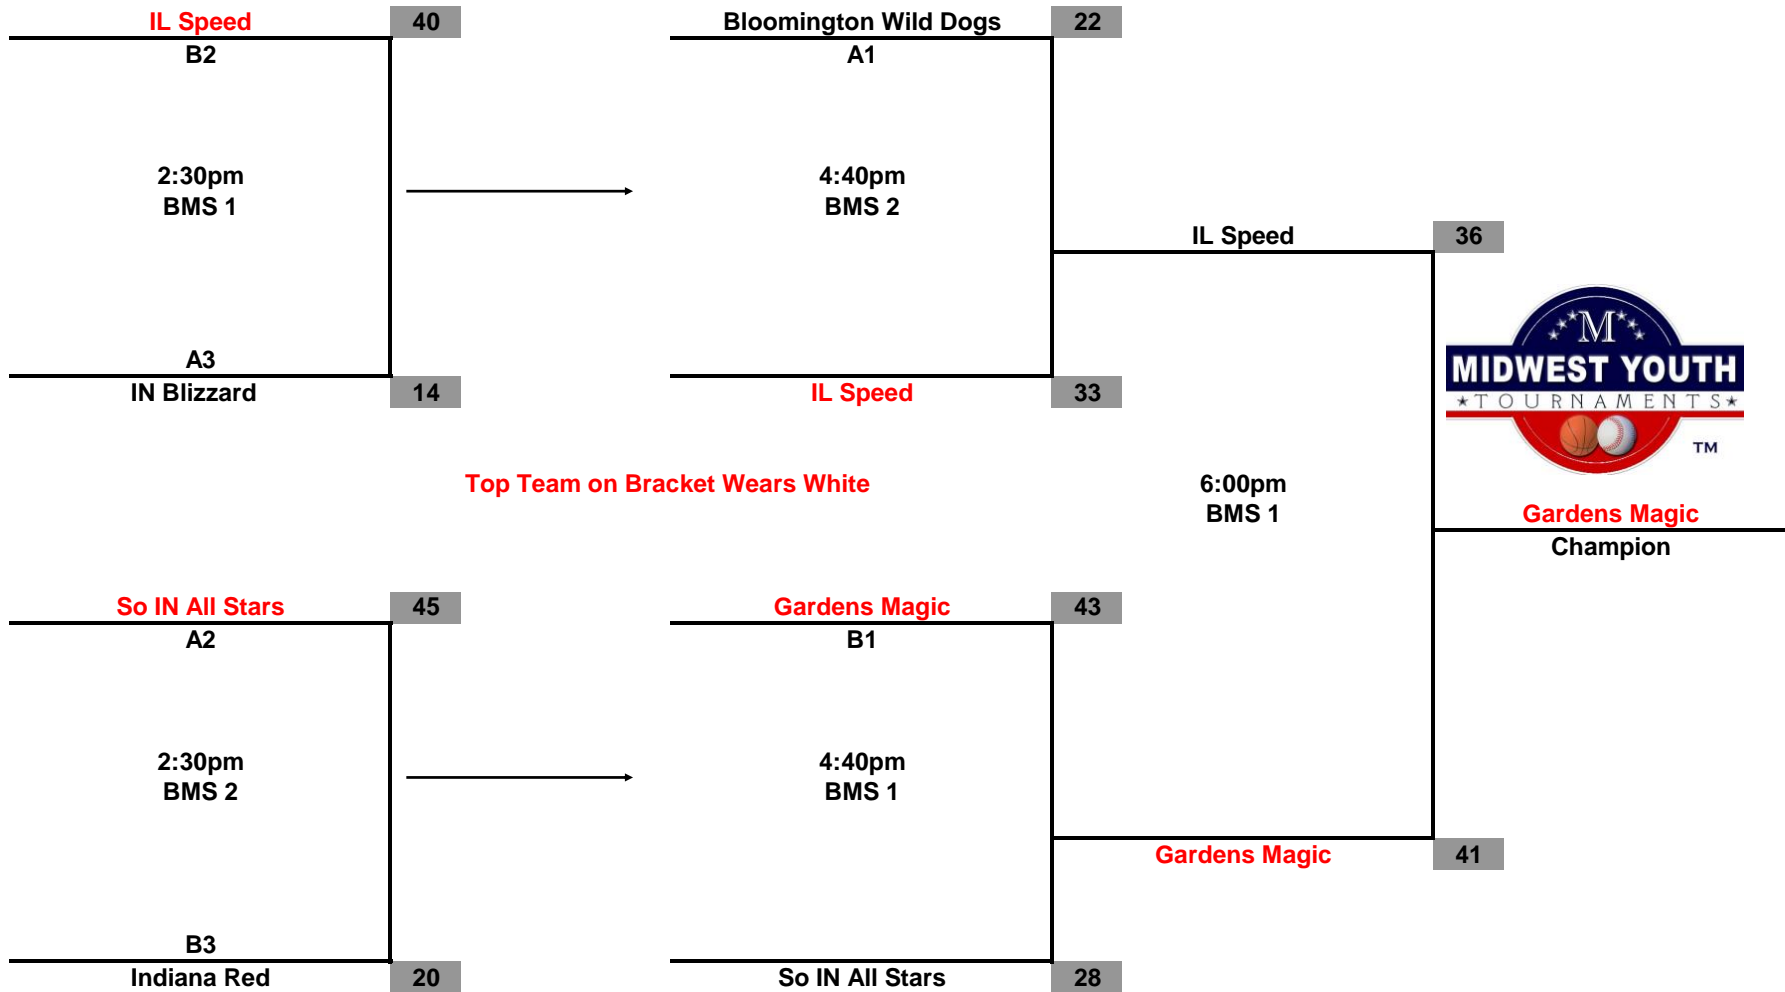 IL Speed 40
B2
2:30pm
BMS 1
A3
IN Blizzard 14
Bloomington Wild Dogs 22
A1
4:40pm
BMS 2
IL Speed 33
IL Speed 36
M
MIDWEST YOUTH
TOURNAMENTS
TM
Top Team on Bracket Wears White
6:00pm
BMS 1
Gardens Magic
Champion
So IN All Stars 45
A2
2:30pm
BMS 2
B3
Indiana Red 20
Gardens Magic 43
B1
4:40pm
BMS 1
So IN All Stars 28
Gardens Magic 41